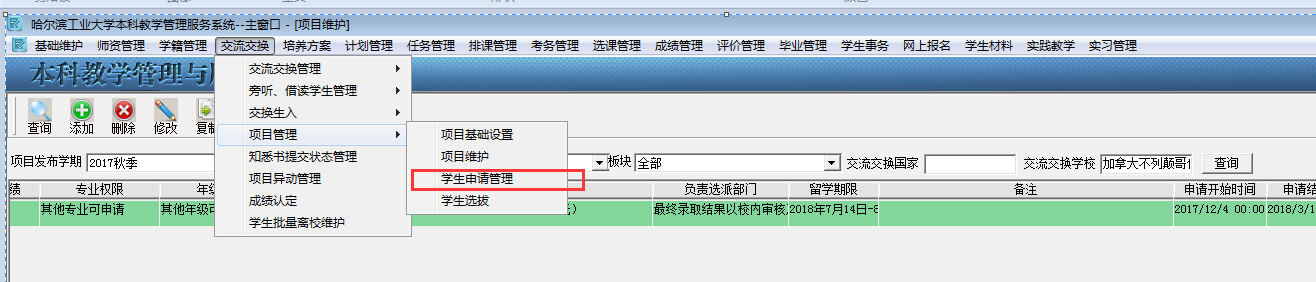 哈尔滨工业大学本科教学管理服务系统--主窗口 - [项目维护]
基础维护 师资管理 学籍管理 交流交换 培养方案 计划管理 任务管理 排课管理 考务管理 选课管理 成绩管理 评价管理 毕业管理 学生事务 网上报名 学生材料 实践教学 实习管理
本科教学管理与
交流交换管理
旁听、借读学生管理
交换生入
项目管理
知悉书提交状态管理
项目异动管理
成绩认定
学生批量离校维护
项目基础设置
项目维护
学生申请管理
学生选拔
查询 添加 删除 修改 复制
项目发布学期 2017秋季 板块 全部 交流交换国家 交流交换学校 加拿大不列颠哥伦 查询
绩 专业权限 年级 负责选派部门 留学期限 备注 申请开始时间 申请结
其他专业可申请 其他年级可 最终录取结果以校内审核, 2018年7月14日-8 2017/12/4 00:00 2018/3/1